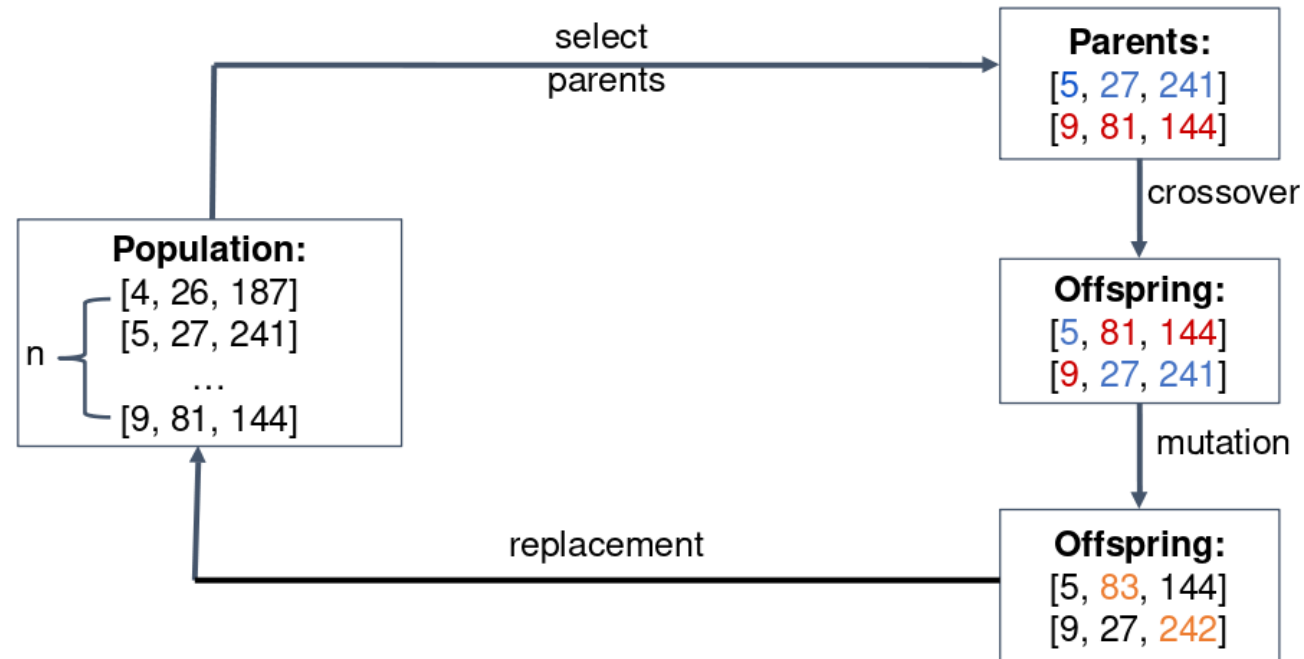 select
parents
Parents:
[5, 27, 241]
[9, 81, 144]
crossover
Population:
[4, 26, 187]
[5, 27, 241]
...
[9, 81, 144]
n
Offspring:
[5, 81, 144]
[9, 27, 241]
mutation
replacement
Offspring:
[5, 83, 144]
[9, 27, 242]